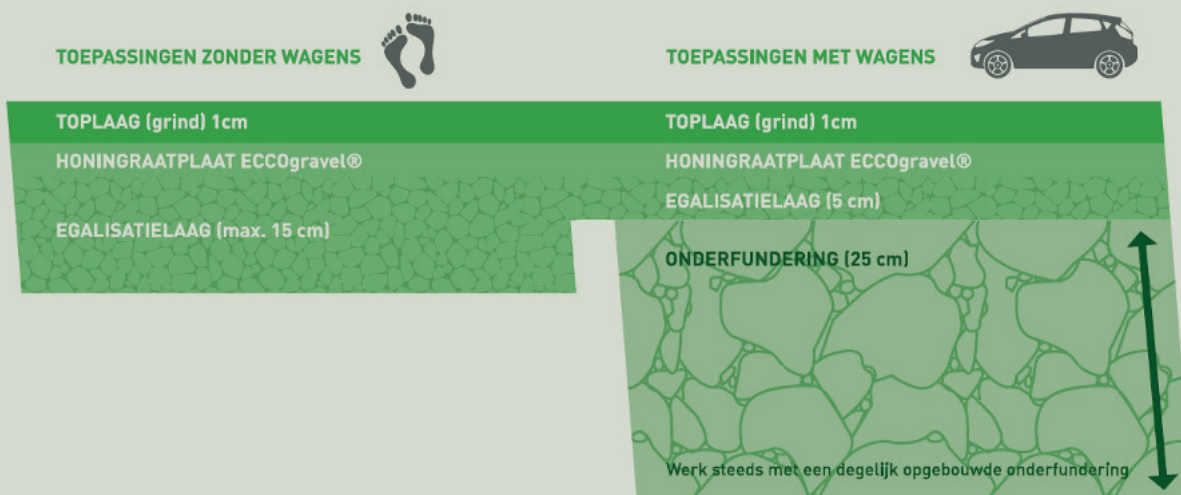 TOEPASSINGEN ZONDER WAGENS
TOPLAAG (grind) 1cm
HONINGRAATPLAAT ECCOgravel®
EGALISATIELAAG (max. 15 cm)
TOEPASSINGEN MET WAGENS
TOPLAAG (grind) 1cm
HONINGRAATPLAAT ECCOgravel®
EGALISATIELAAG (5 cm)
ONDERFUNDERING (25 cm)
Werk steeds met een degelijk opgebouwde onderfundering